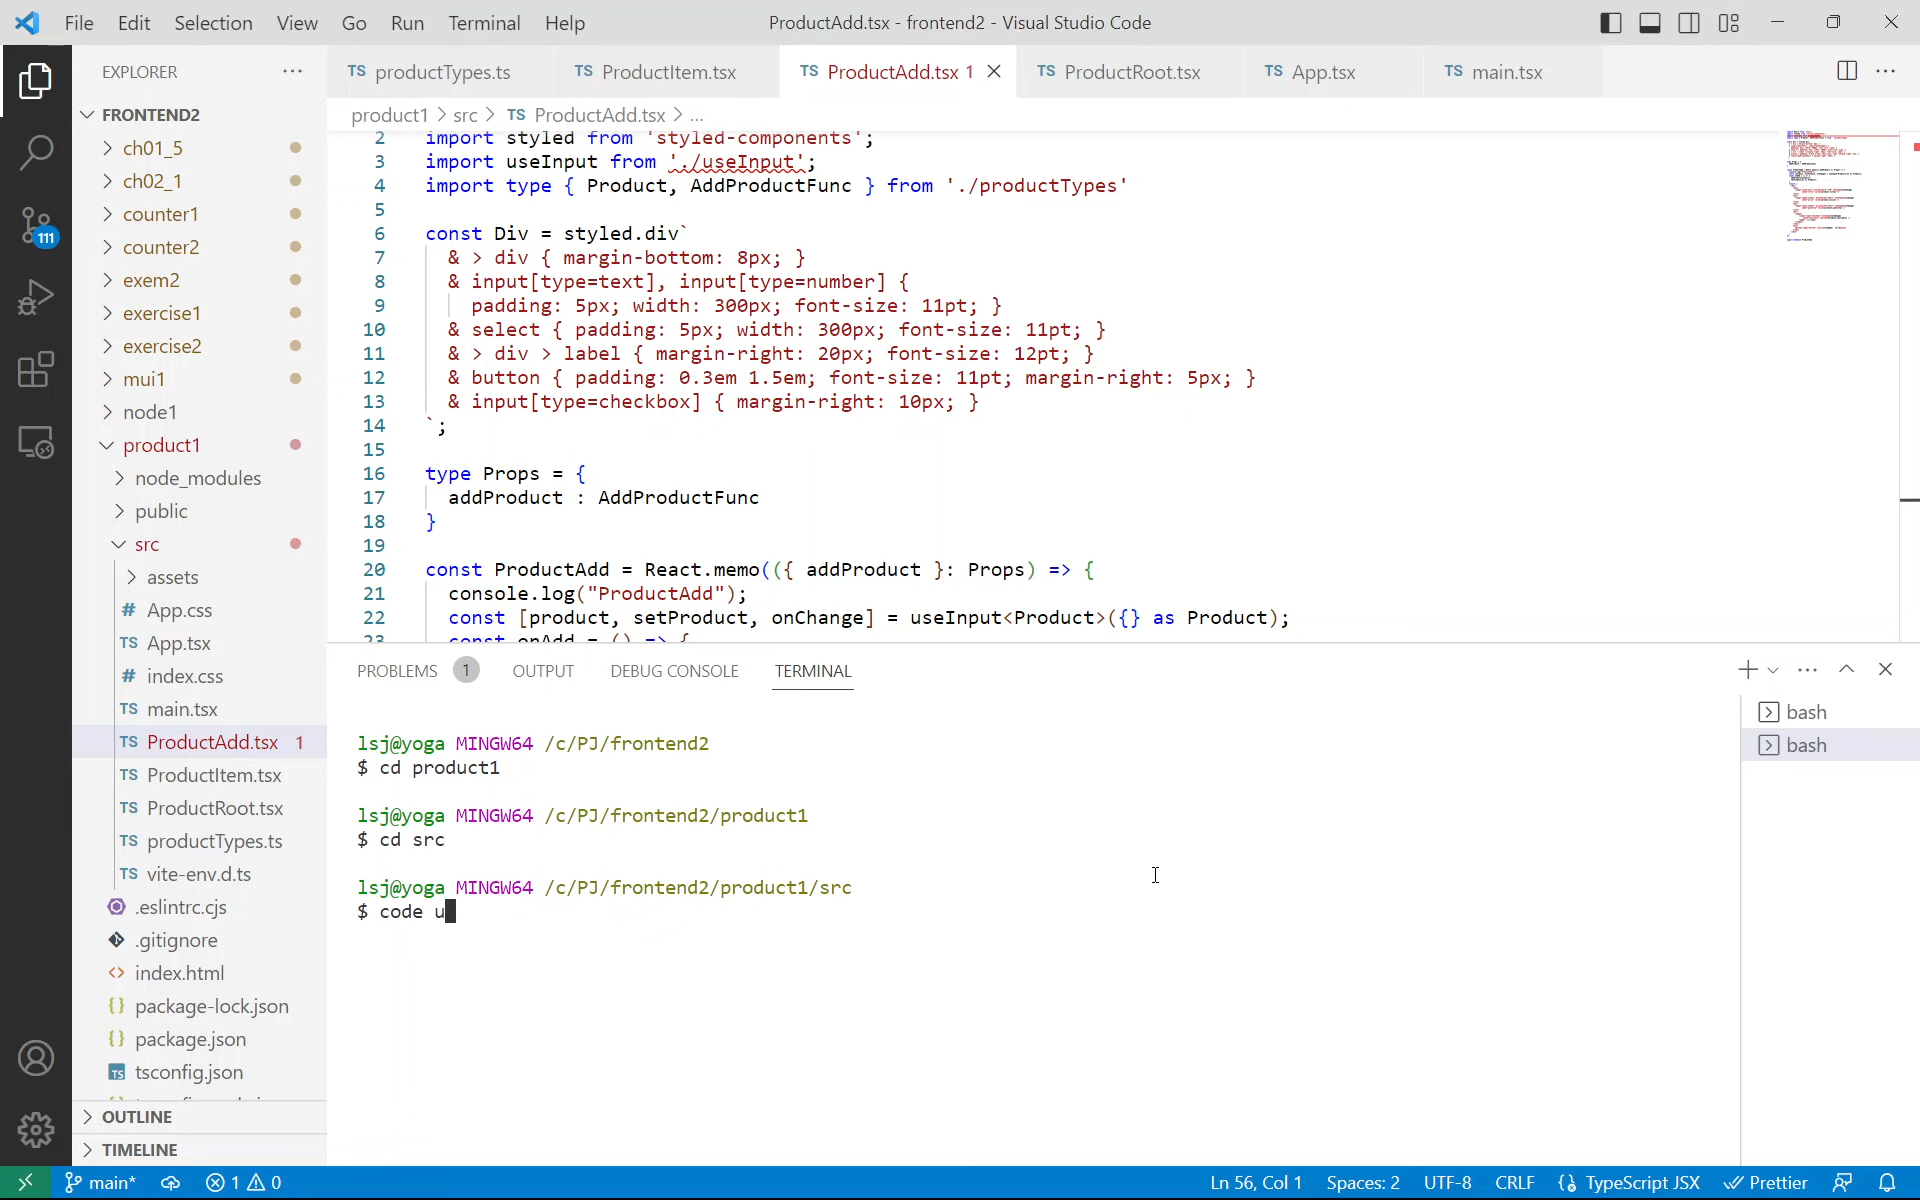 File Edit Selection View Go Run Terminal Help
ProductAdd.tsx - frontend2 - Visual Studio Code
EXPLORER
FRONTEND2
ch01_5
ch02_1
counter1
counter2
exem2
exercise1
exercise2
mui1
node1
product1
node_modules
public
src
assets
# App.css
TS App.tsx
# index.css
TS main.tsx
TS ProductAdd.tsx 1
TS ProductItem.tsx
TS ProductRoot.tsx
TS productTypes.ts
TS vite-env.d.ts
.eslintrc.cjs
.gitignore
<> index.html
{} package-lock.json
{} package.json
TS tsconfig.json
OUTLINE
TIMELINE
111
TS productTypes.ts
TS ProductItem.tsx
TS ProductAdd.tsx 1
TS ProductRoot.tsx
TS App.tsx
TS main.tsx
product1 > src > TS ProductAdd.tsx > ...
2 import styled from 'styled-components';
3 import useInput from './useInput';
4 import type { Product, AddProductFunc } from './productTypes'
5
6 const Div = styled.div`
7 & > div { margin-bottom: 8px; }
8 & input[type=text], input[type=number] {
9 padding: 5px; width: 300px; font-size: 11pt; }
10 & select { padding: 5px; width: 300px; font-size: 11pt; }
11 & > div > label { margin-right: 20px; font-size: 12pt; }
12 & button { padding: 0.3em 1.5em; font-size: 11pt; margin-right: 5px; }
13 & input[type=checkbox] { margin-right: 10px; }
14 `;
15
16 type Props = {
17 addProduct : AddProductFunc
18 }
19
20 const ProductAdd = React.memo(({ addProduct }: Props) => {
21 console.log("ProductAdd");
22 const [product, setProduct, onChange] = useInput<Product>({} as Product);
23 const onAdd = () => {
PROBLEMS 1 OUTPUT DEBUG CONSOLE TERMINAL
lsj@yoga MINGW64 /c/PJ/frontend2
$ cd product1
lsj@yoga MINGW64 /c/PJ/frontend2/product1
$ cd src
lsj@yoga MINGW64 /c/PJ/frontend2/product1/src
$ code u
bash
bash
main* 1 0
Ln 56, Col 1 Spaces: 2 UTF-8 CRLF TypeScript JSX Prettier